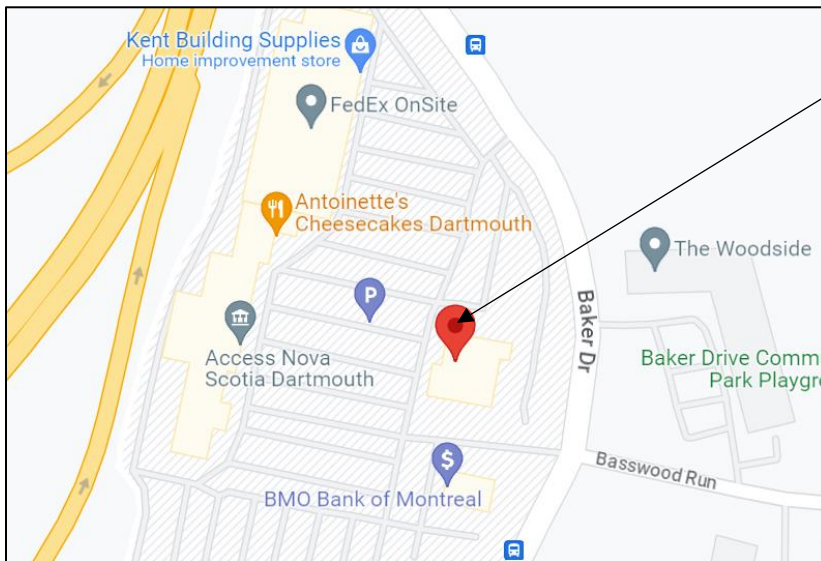 Kent Building Supplies
Home improvement store
FedEx OnSite
Antoinette's
Cheesecakes Dartmouth
The Woodside
P
Baker Dr
Access Nova
Scotia Dartmouth
Baker Drive Comm
Park Playgr
$
BMO Bank of Montreal
Basswood Run